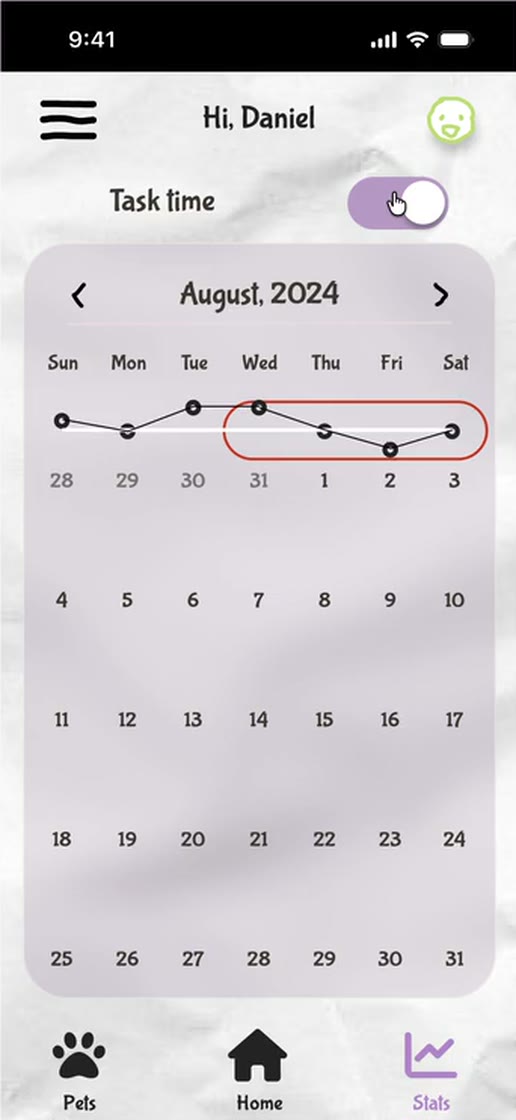 9:41
Hi, Daniel
Task time
August, 2024
Sun Mon Tue Wed Thu Fri Sat
28 29 30 31 1 2 3
4 5 6 7 8 9 10
11 12 13 14 15 16 17
18 19 20 21 22 23 24
25 26 27 28 29 30 31
Pets Home Stats